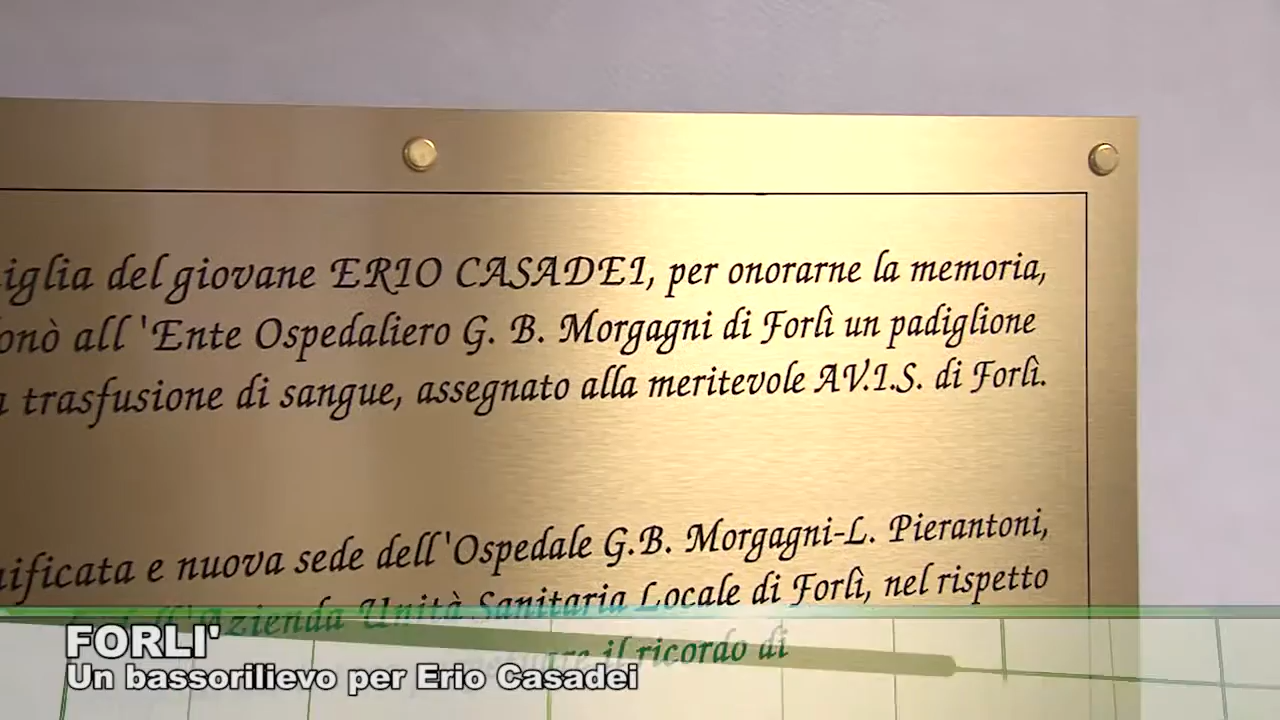 iglia del giovane ERIO CASADEI, per onorarne la memoria,
onò all'Ente Ospedaliero G. B. Morgagni di Forlì un padiglione
trasfusione di sangue, assegnato alla meritevole AV.I.S. di Forlì.
ificata e nuova sede dell'Ospedale G.B. Morgagni-L. Pierantoni,
Azienda Unità Sanitaria Locale di Forlì, nel rispetto
il ricordo di
FORLI'
Un bassorilievo per Erio Casadei